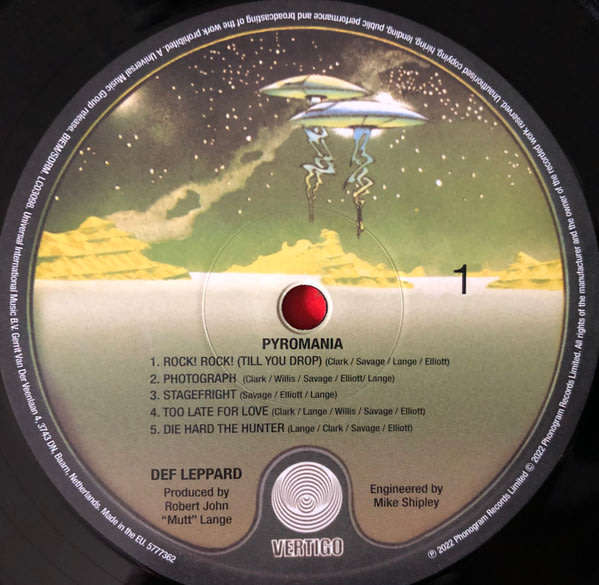 Unauthorised copying, hiring, lending, public performance and broadcasting of the work prohibited. A Universal Music Group release. BIEM/SDRM. LC03098. Universal International Music B.V. Gerrit Van Der Veenlaan 4, 3743 DN, Baarn, Netherlands. Made in the EU. 5777362
1
PYROMANIA
1. ROCK! ROCK! (TILL YOU DROP) (Clark / Savage / Lange / Elliott)
2. PHOTOGRAPH (Clark / Willis / Savage / Elliott/ Lange)
3. STAGEFRIGHT (Savage / Elliott / Lange)
4. TOO LATE FOR LOVE (Clark / Lange / Willis / Savage / Elliott)
5. DIE HARD THE HUNTER (Lange / Clark / Savage / Elliott)
DEF LEPPARD
Produced by
Robert John
"Mutt" Lange
Engineered by
Mike Shipley
VERTIGO
℗ 2022 Phonogram Records Limited © 2022 Phonogram Records Limited. All rights of the manufacturer and the owner of the recorded work reserved.